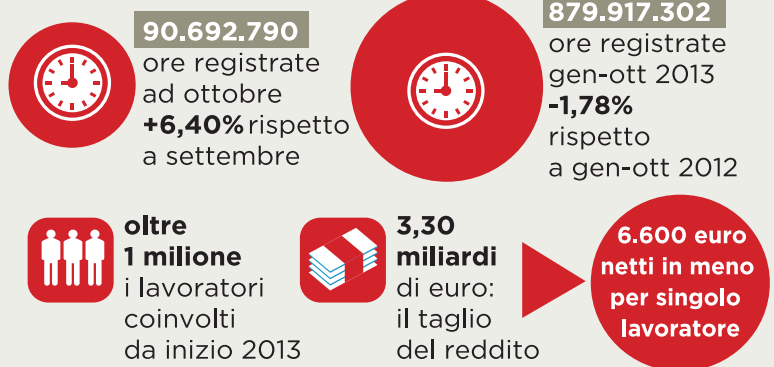 90.692.790
ore registrate
ad ottobre
+6,40% rispetto
a settembre
879.917.302
ore registrate
gen-ott 2013
-1,78%
rispetto
a gen-ott 2012
oltre
1 milione
i lavoratori
coinvolti
da inizio 2013
3,30
miliardi
di euro:
il taglio
del reddito
6.600 euro
netti in meno
per singolo
lavoratore